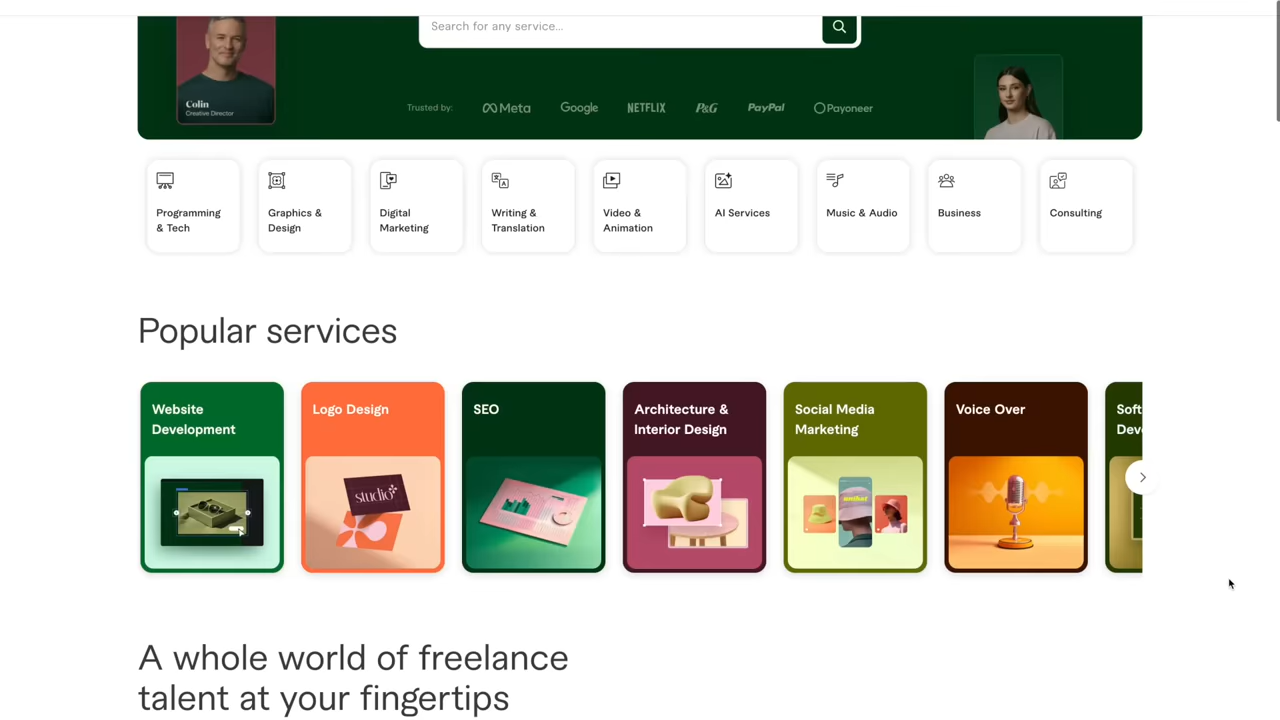 Search for any service...
Colin
Creative Director
Trusted by:
Meta
Google
NETFLIX
P&G
PayPal
Payoneer
Programming
& Tech
Graphics &
Design
Digital
Marketing
Writing &
Translation
Video &
Animation
AI Services
Music & Audio
Business
Consulting
Popular services
Website
Development
Logo Design
studio
SEO
Architecture &
Interior Design
Social Media
Marketing
Voice Over
Soft
Deve
A whole world of freelance
talent at your fingertips